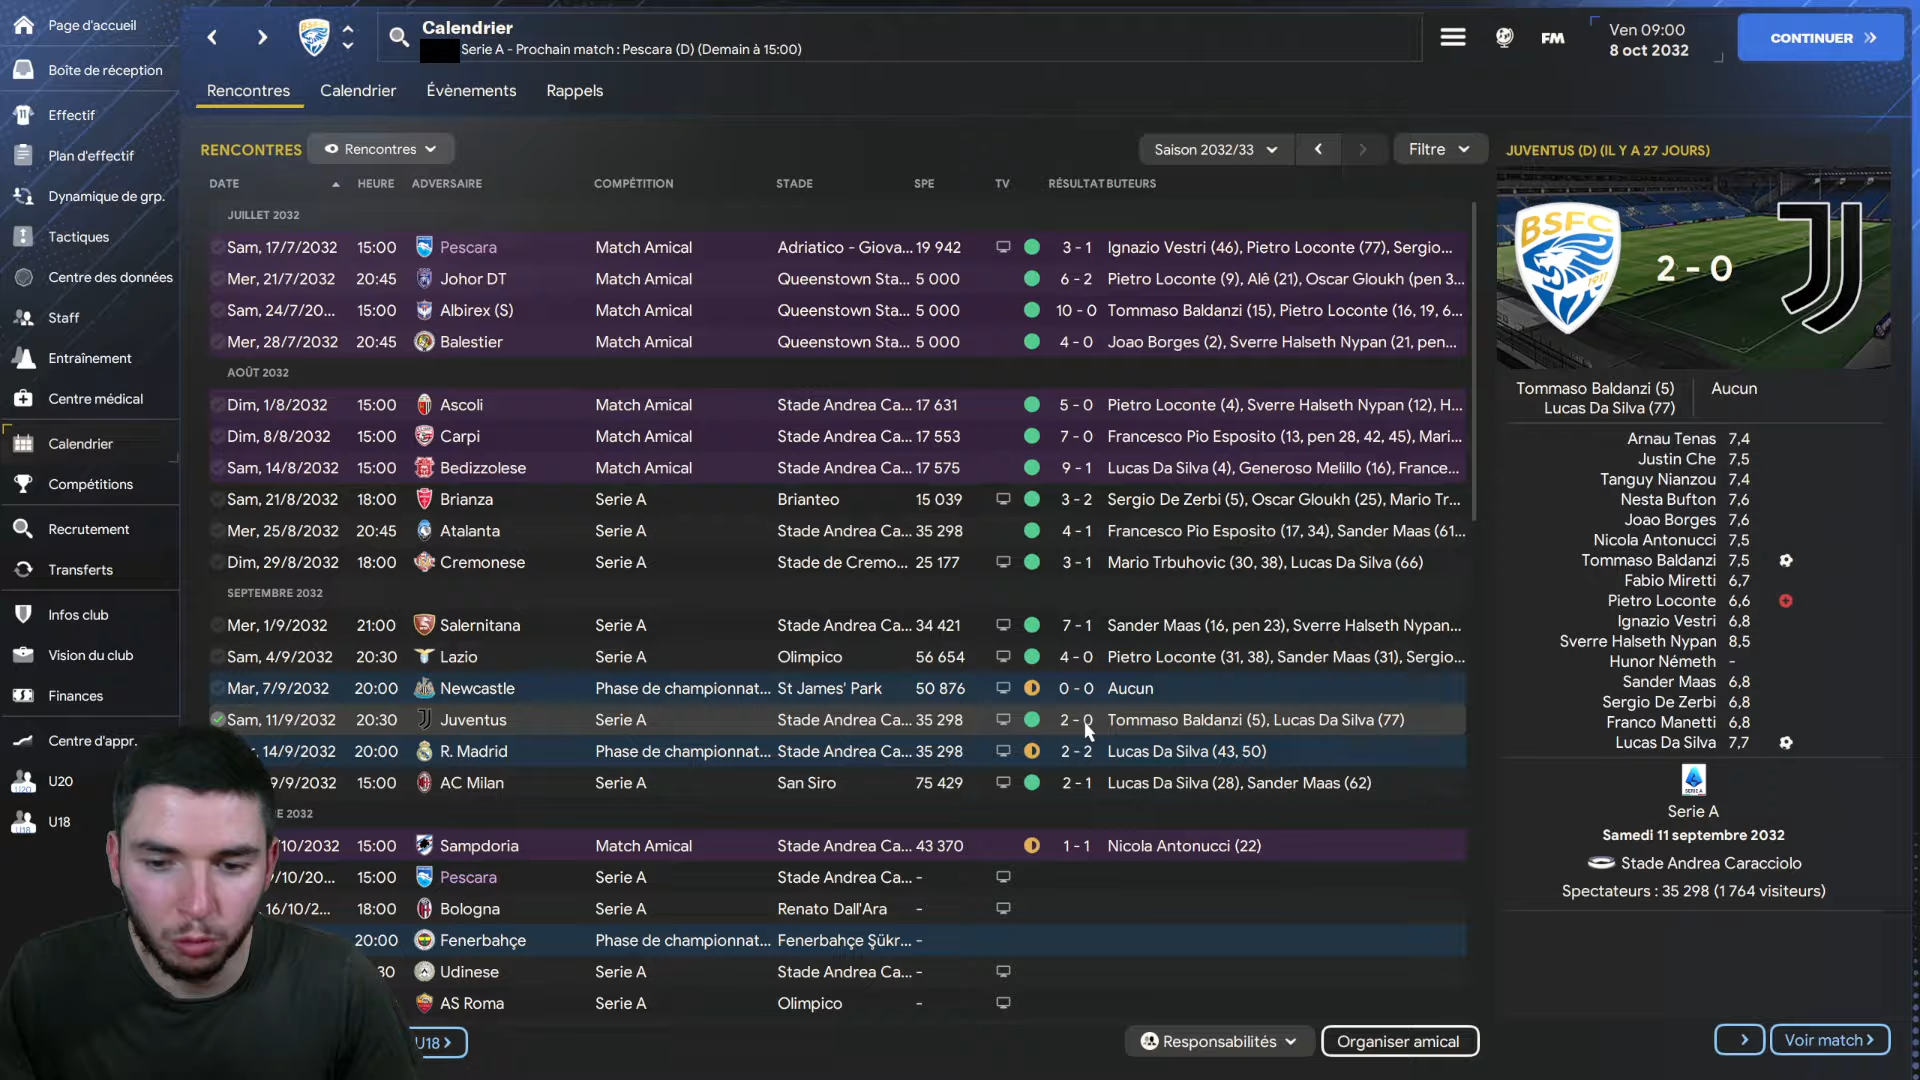 Page d'accueil
Boîte de réception
Effectif
Plan d'effectif
Dynamique de grp.
Tactiques
Centre des données
Staff
Entraînement
Centre médical
Calendrier
Compétitions
Recrutement
Transferts
Infos club
Vision du club
Finances
Centre d'appr.
U20
U18
Calendrier
Serie A - Prochain match : Pescara (D) (Demain à 15:00)
FM
Ven 09:00
8 oct 2032
CONTINUER
Rencontres Calendrier Évènements Rappels
RENCONTRES Rencontres Saison 2032/33 Filtre
DATE HEURE ADVERSAIRE COMPÉTITION STADE SPE TV RÉSULTAT BUTEURS
JUILLET 2032
Sam, 17/7/2032 15:00 Pescara Match Amical Adriatico - Giova... 19 942 3 - 1 Ignazio Vestri (46), Pietro Loconte (77), Sergio...
Mer, 21/7/2032 20:45 Johor DT Match Amical Queenstown Sta... 5 000 6 - 2 Pietro Loconte (9), Alê (21), Oscar Gloukh (pen 3...
Sam, 24/7/20... 15:00 Albirex (S) Match Amical Queenstown Sta... 5 000 10 - 0 Tommaso Baldanzi (15), Pietro Loconte (16, 19, 6...
Mer, 28/7/2032 20:45 Balestier Match Amical Queenstown Sta... 5 000 4 - 0 Joao Borges (2), Sverre Halseth Nypan (21, pen...
AOÛT 2032
Dim, 1/8/2032 15:00 Ascoli Match Amical Stade Andrea Ca... 17 631 5 - 0 Pietro Loconte (4), Sverre Halseth Nypan (12), H...
Dim, 8/8/2032 15:00 Carpi Match Amical Stade Andrea Ca... 17 553 7 - 0 Francesco Pio Esposito (13, pen 28, 42, 45), Mari...
Sam, 14/8/2032 15:00 Bedizzolese Match Amical Stade Andrea Ca... 17 575 9 - 1 Lucas Da Silva (4), Generoso Melillo (16), France...
Sam, 21/8/2032 18:00 Brianza Serie A Brianteo 15 039 3 - 2 Sergio De Zerbi (5), Oscar Gloukh (25), Mario Tr...
Mer, 25/8/2032 20:45 Atalanta Serie A Stade Andrea Ca... 35 298 4 - 1 Francesco Pio Esposito (17, 34), Sander Maas (61...
Dim, 29/8/2032 18:00 Cremonese Serie A Stade de Cremo... 25 177 3 - 1 Mario Trbuhovic (30, 38), Lucas Da Silva (66)
SEPTEMBRE 2032
Mer, 1/9/2032 21:00 Salernitana Serie A Stade Andrea Ca... 34 421 7 - 1 Sander Maas (16, pen 23), Sverre Halseth Nypan...
Sam, 4/9/2032 20:30 Lazio Serie A Olimpico 56 654 4 - 0 Pietro Loconte (31, 38), Sander Maas (31), Sergio...
Mar, 7/9/2032 20:00 Newcastle Phase de championnat... St James' Park 50 876 0 - 0 Aucun
Sam, 11/9/2032 20:30 Juventus Serie A Stade Andrea Ca... 35 298 2 - 0 Tommaso Baldanzi (5), Lucas Da Silva (77)
14/9/2032 20:00 R. Madrid Phase de championnat... Stade Andrea Ca... 35 298 2 - 2 Lucas Da Silva (43, 50)
9/9/2032 15:00 AC Milan Serie A San Siro 75 429 2 - 1 Lucas Da Silva (28), Sander Maas (62)
E 2032
/10/2032 15:00 Sampdoria Match Amical Stade Andrea Ca... 43 370 1 - 1 Nicola Antonucci (22)
/10/20... 15:00 Pescara Serie A Stade Andrea Ca... -
16/10/2... 18:00 Bologna Serie A Renato Dall'Ara -
20:00 Fenerbahçe Phase de championnat... Fenerbahçe Şükr... -
30 Udinese Serie A Stade Andrea Ca... -
AS Roma Serie A Olimpico -
U18 Responsabilités Organiser amical
JUVENTUS (D) (IL Y A 27 JOURS)
BSFC
1911
2 - 0
Tommaso Baldanzi (5) Aucun
Lucas Da Silva (77)
Arnau Tenas 7,4
Justin Che 7,5
Tanguy Nianzou 7,4
Nesta Bufton 7,6
Joao Borges 7,6
Nicola Antonucci 7,5
Tommaso Baldanzi 7,5
Fabio Miretti 6,7
Pietro Loconte 6,6
Ignazio Vestri 6,8
Sverre Halseth Nypan 8,5
Hunor Németh -
Sander Maas 6,8
Sergio De Zerbi 6,8
Franco Manetti 6,8
Lucas Da Silva 7,7
Serie A
Samedi 11 septembre 2032
Stade Andrea Caracciolo
Spectateurs : 35 298 (1 764 visiteurs)
Voir match